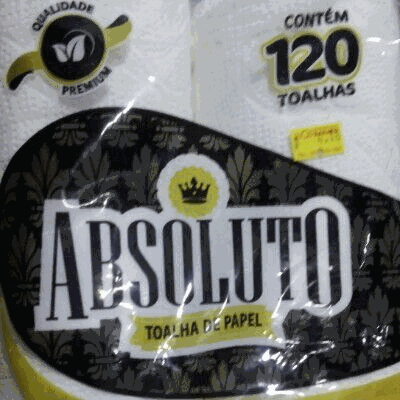 QUALIDADE
PREMIUM
CONTÉM
120
TOALHAS
ABSOLUTO
TOALHA DE PAPEL